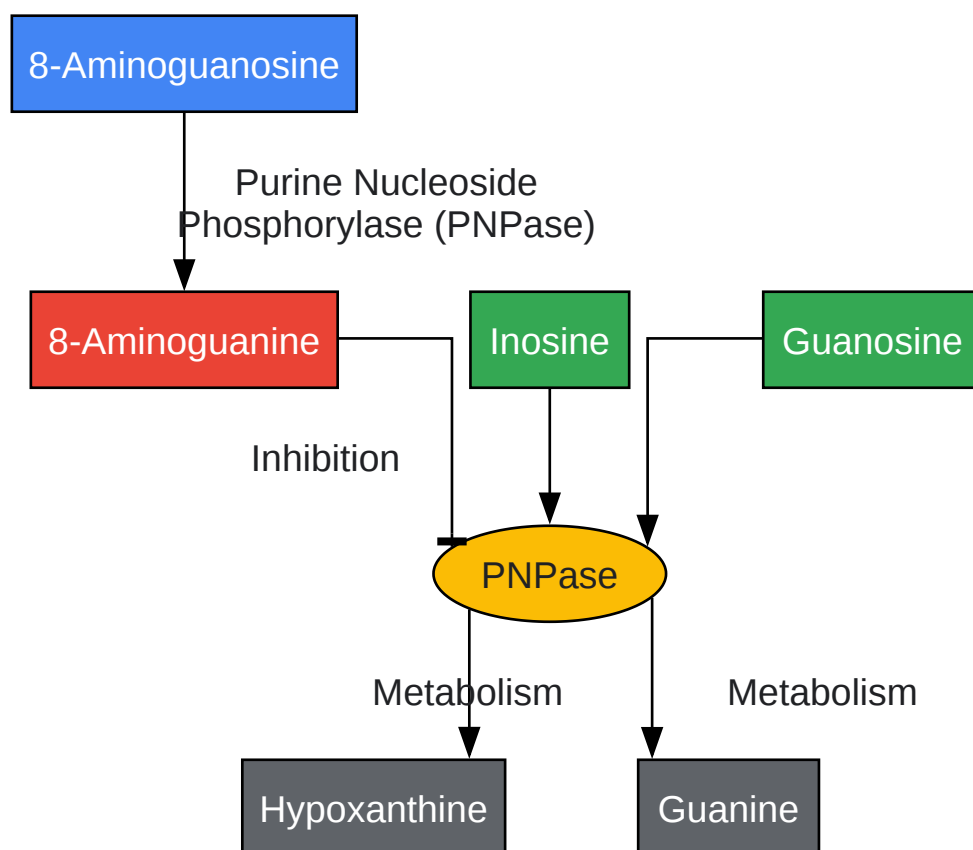 8-Aminoguanosine
Purine Nucleoside
Phosphorylase (PNPase)
8-Aminoguanine
Inosine
Guanosine
Inhibition
PNPase
Metabolism
Metabolism
Hypoxanthine
Guanine